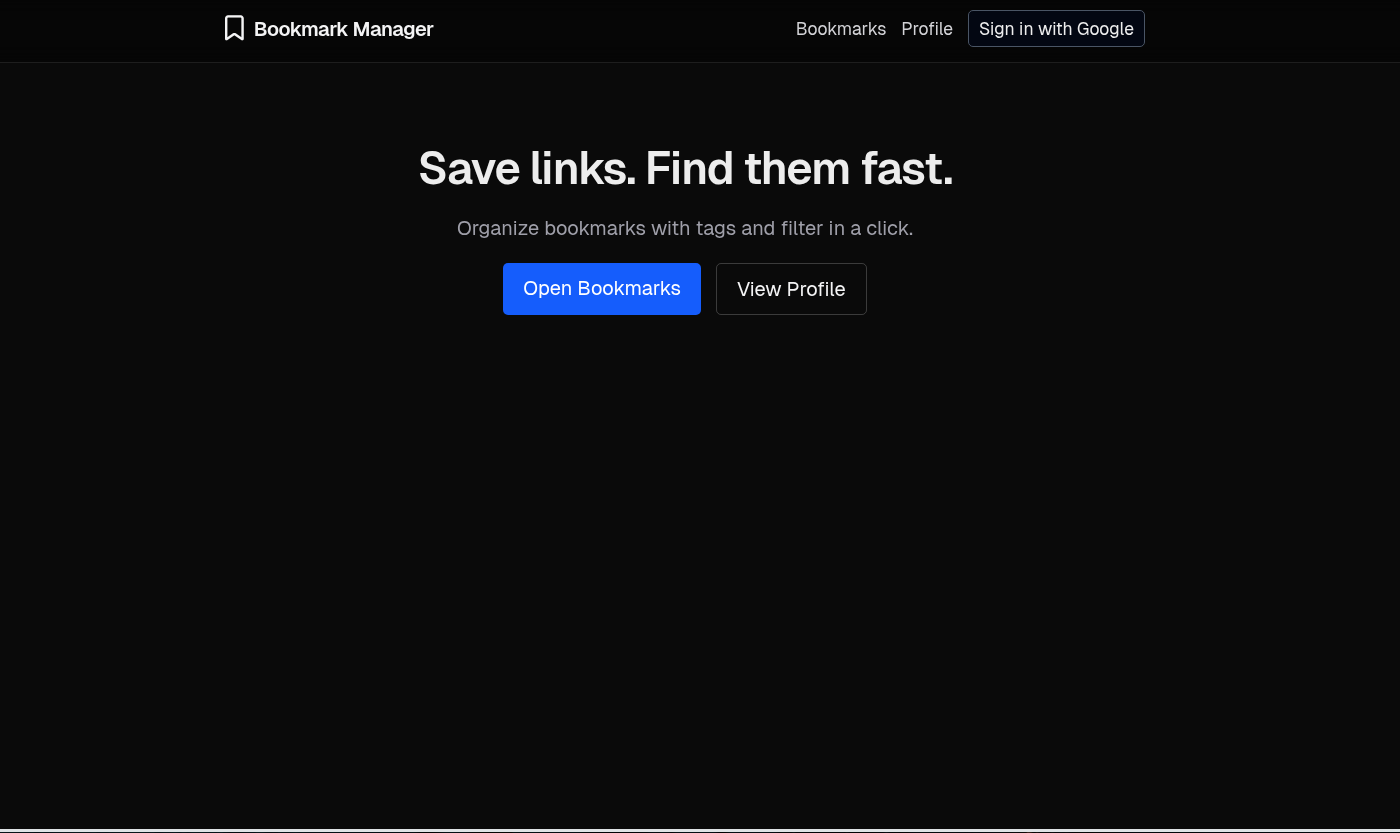 Bookmark Manager
Bookmarks Profile Sign in with Google
Save links. Find them fast.
Organize bookmarks with tags and filter in a click.
Open Bookmarks View Profile